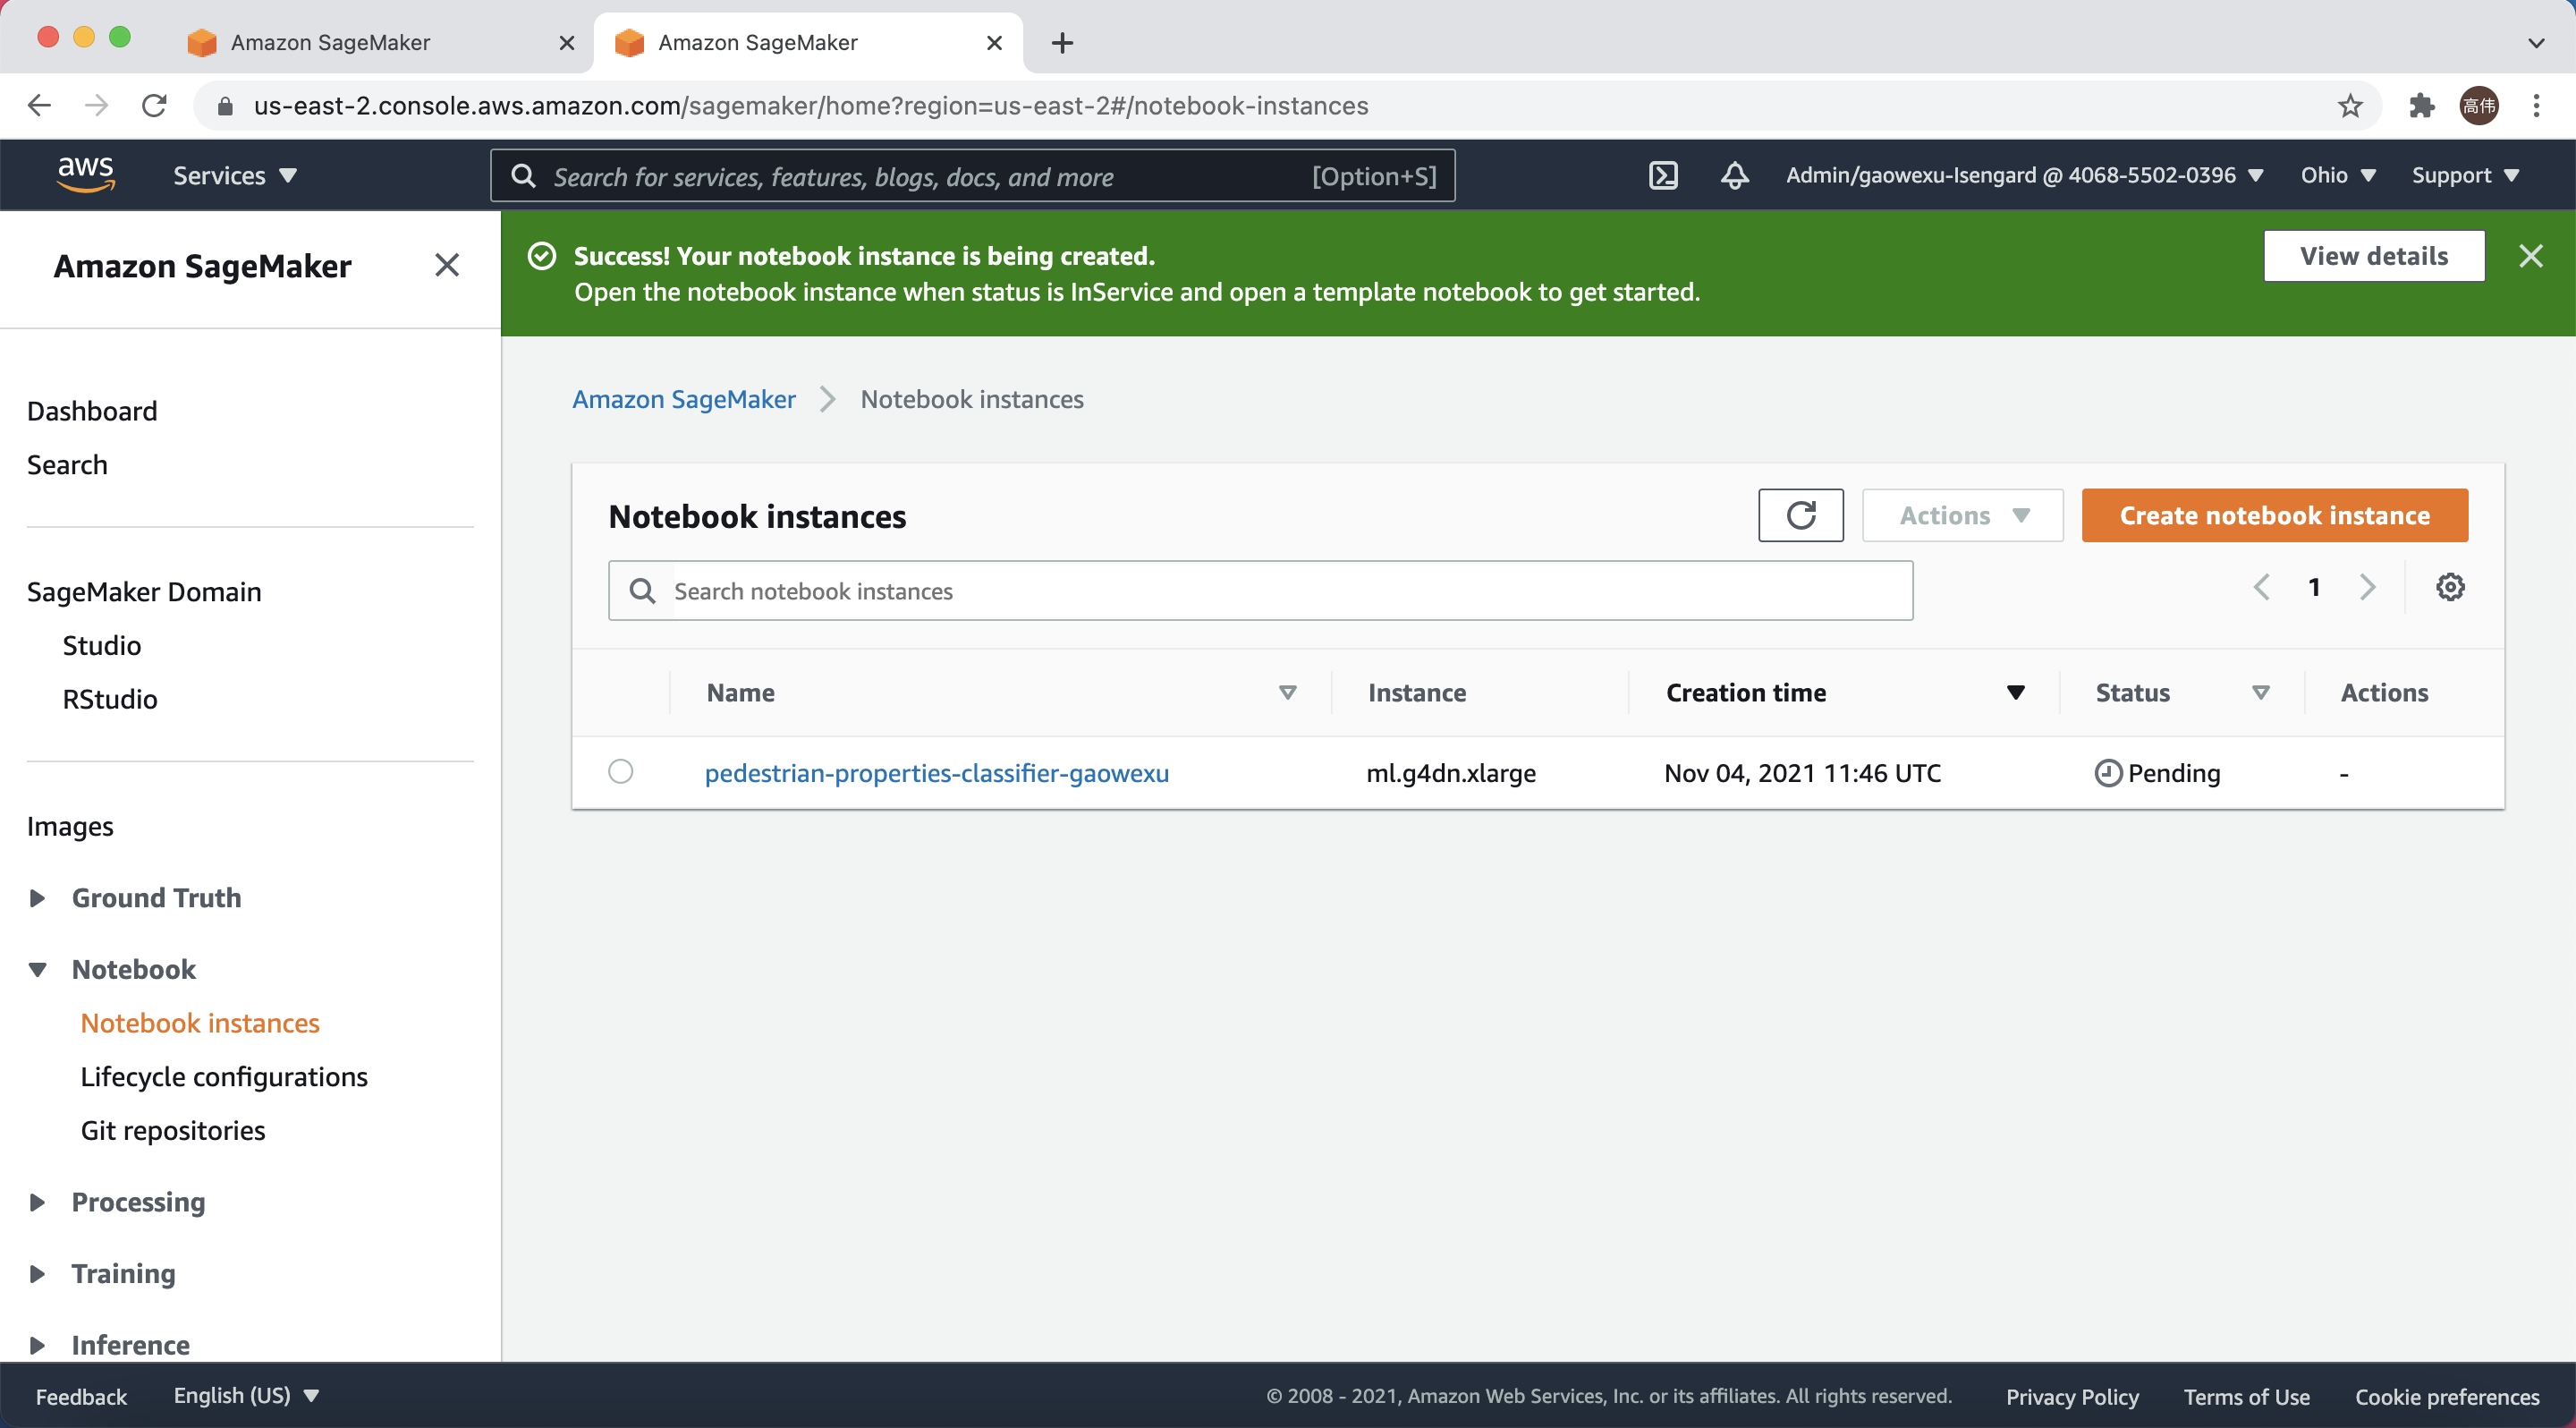 Amazon SageMaker
Amazon SageMaker
us-east-2.console.aws.amazon.com/sagemaker/home?region=us-east-2#/notebook-instances
高伟
aws
Services
Search for services, features, blogs, docs, and more
[Option+S]
Admin/gaowexu-Isengard @ 4068-5502-0396
Ohio
Support
Amazon SageMaker
Dashboard
Search
SageMaker Domain
Studio
RStudio
Images
Ground Truth
Notebook
Notebook instances
Lifecycle configurations
Git repositories
Processing
Training
Inference
Success! Your notebook instance is being created.
Open the notebook instance when status is InService and open a template notebook to get started.
View details
Amazon SageMaker
Notebook instances
Notebook instances
Actions
Create notebook instance
Search notebook instances
1
Name
Instance
Creation time
Status
Actions
pedestrian-properties-classifier-gaowexu
ml.g4dn.xlarge
Nov 04, 2021 11:46 UTC
Pending
-
Feedback
English (US)
© 2008 - 2021, Amazon Web Services, Inc. or its affiliates. All rights reserved.
Privacy Policy
Terms of Use
Cookie preferences